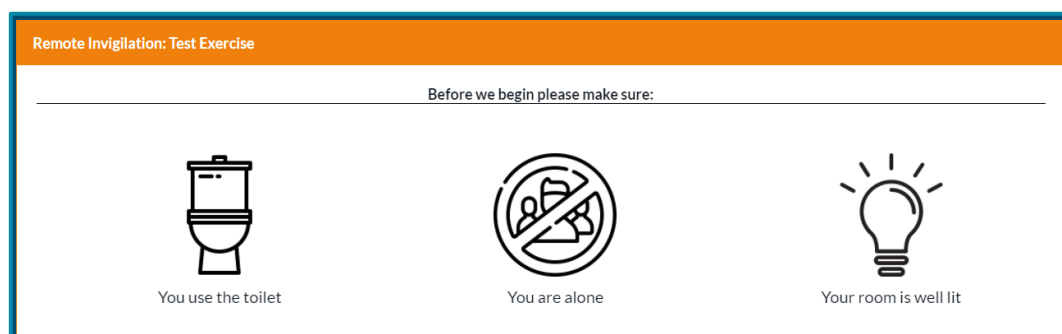 Remote Invigilation: Test Exercise
Before we begin please make sure:
You use the toilet
You are alone
Your room is well lit